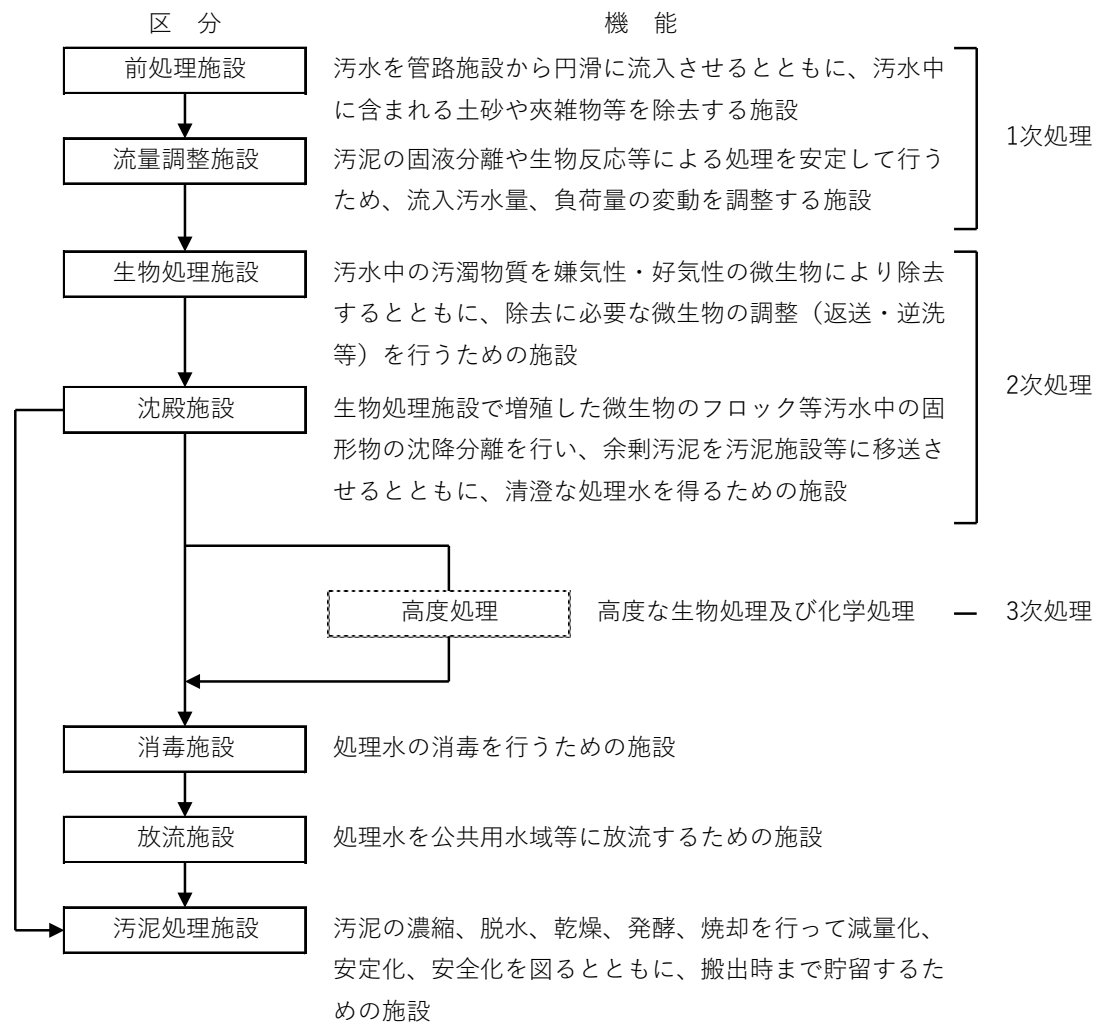 区　分
機　能
前処理施設
汚水を管路施設から円滑に流入させるとともに、汚水中
に含まれる土砂や夾雑物等を除去する施設
1次処理
流量調整施設
汚泥の固液分離や生物反応等による処理を安定して行う
ため、流入汚水量、負荷量の変動を調整する施設
生物処理施設
汚水中の汚濁物質を嫌気性・好気性の微生物により除去
するとともに、除去に必要な微生物の調整（返送・逆洗
等）を行うための施設
2次処理
沈殿施設
生物処理施設で増殖した微生物のフロック等汚水中の固
形物の沈降分離を行い、余剰汚泥を汚泥施設等に移送さ
せるとともに、清澄な処理水を得るための施設
高度処理
高度な生物処理及び化学処理
3次処理
消毒施設
処理水の消毒を行うための施設
放流施設
処理水を公共用水域等に放流するための施設
汚泥処理施設
汚泥の濃縮、脱水、乾燥、発酵、焼却を行って減量化、
安定化、安全化を図るとともに、搬出時まで貯留するた
めの施設